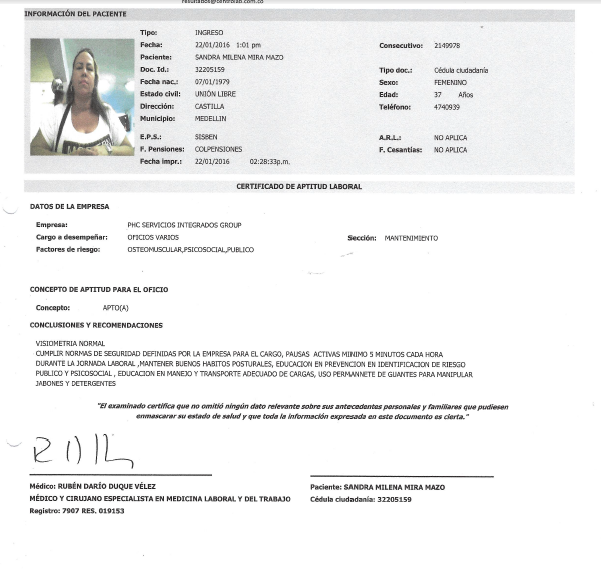 resultados@centrolab.com.co
INFORMACIÓN DEL PACIENTE
Tipo: INGRESO
Fecha: 22/01/2016 1:01 pm Consecutivo: 2149978
Paciente: SANDRA MILENA MIRA MAZO
Doc. Id.: 32205159 Tipo doc.: Cédula ciudadanía
Fecha nac.: 07/01/1979 Sexo: FEMENINO
Estado civil: UNIÓN LIBRE Edad: 37 Años
Dirección: CASTILLA Teléfono: 4740939
Municipio: MEDELLIN
E.P.S.: SISBEN A.R.L.: NO APLICA
F. Pensiones: COLPENSIONES F. Cesantías: NO APLICA
Fecha impr.: 22/01/2016 02:28:33p.m.
CERTIFICADO DE APTITUD LABORAL
DATOS DE LA EMPRESA
Empresa: PHC SERVICIOS INTEGRADOS GROUP
Cargo a desempeñar: OFICIOS VARIOS Sección: MANTENIMIENTO
Factores de riesgo: OSTEOMUSCULAR,PSICOSOCIAL,PUBLICO
CONCEPTO DE APTITUD PARA EL OFICIO
Concepto: APTO(A)
CONCLUSIONES Y RECOMENDACIONES
VISIOMETRIA NORMAL
CUMPLIR NORMAS DE SEGURIDAD DEFINIDAS POR LA EMPRESA PARA EL CARGO, PAUSAS ACTIVAS MIINIMO 5 MINUTOS CADA HORA
DURANTE LA JORNADA LABORAL ,MANTENER BUENOS HABITOS POSTURALES, EDUCACION EN PREVENCION EN IDENTIFICACION DE RIESGO
PUBLICO Y PSICOSOCIAL , EDUCACION EN MANEJO Y TRANSPORTE ADECUADO DE CARGAS, USO PERMANNETE DE GUANTES PARA MANIPULAR
JABONES Y DETERGENTES
"El examinado certifica que no omitió ningún dato relevante sobre sus antecedentes personales y familiares que pudiesen
enmascarar su estado de salud y que toda la información expresada en este documento es cierta."
Médico: RUBÉN DARÍO DUQUE VÉLEZ
MÉDICO Y CIRUJANO ESPECIALISTA EN MEDICINA LABORAL Y DEL TRABAJO
Registro: 7907 RES. 019153
Paciente: SANDRA MILENA MIRA MAZO
Cédula ciudadanía: 32205159